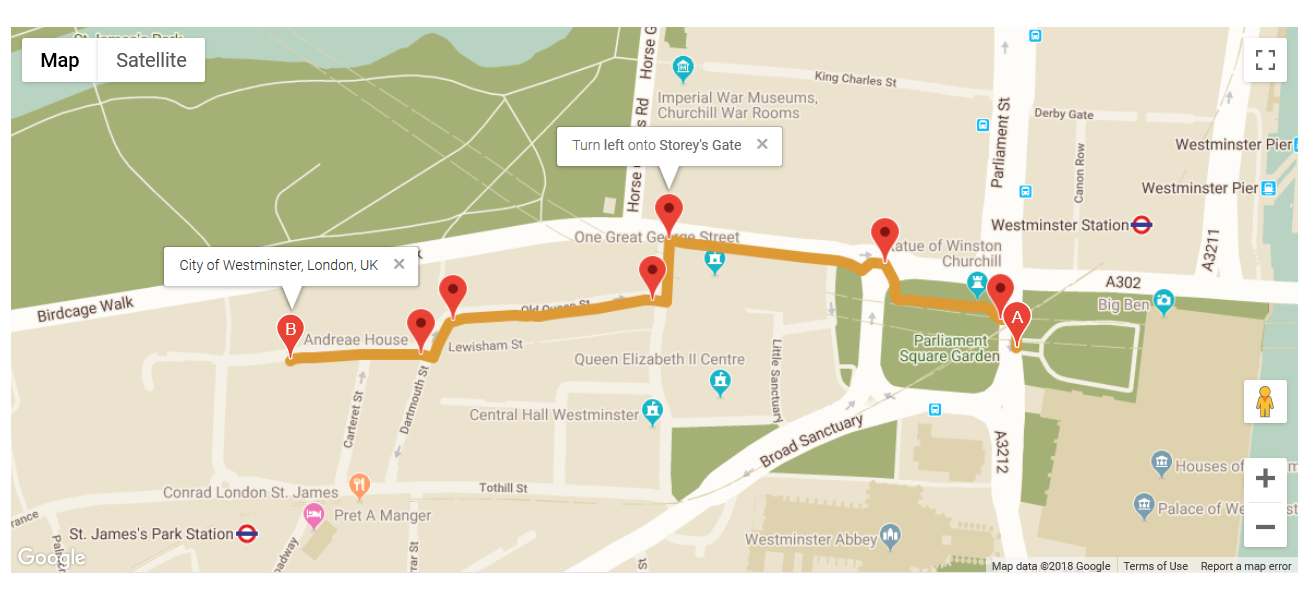 St. James's Park
Map
Satellite
Horse G
s Rd
Horse
King Charles St
Imperial War Museums,
Churchill War Rooms
Parliament St
Derby Gate
Canon Row
Westminster Pier
Westminster Pier
Turn left onto Storey's Gate
Westminster Station
One Great George Street
Statue of Winston
Churchill
A3211
City of Westminster, London, UK
k
A302
Big Ben
Birdcage Walk
Old Queen St
A
B
Andreae House
Lewisham St
Parliament
Square Garden
Queen Elizabeth II Centre
Little Sanctuary
Carteret St
Dartmouth St
Central Hall Westminster
Broad Sanctuary
A3212
Houses of
m
Conrad London St. James
Tothill St
Palace of We
st
rance
Pret A Manger
St. James's Park Station
Westminster Abbey
Pal
oadway
rrar St
St
Google
Map data ©2018 Google
Terms of Use
Report a map error